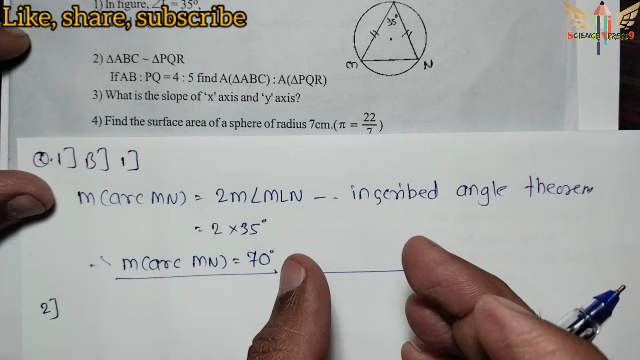 Like, share, subscribe
1) In figure, ∠L = 35°,
35°
M N
SCIENCE XPRESS9
2) ΔABC ~ ΔPQR
If AB : PQ = 4 : 5 find A(ΔABC) : A(ΔPQR)
3) What is the slope of 'x' axis and 'y' axis?
4) Find the surface area of a sphere of radius 7cm.(π = 22/7)
Q.1] B] 1]
m(arc MN) = 2m∠MLN -- inscribed angle theorem
= 2 × 35°
∴ m(arc MN) = 70°
2]